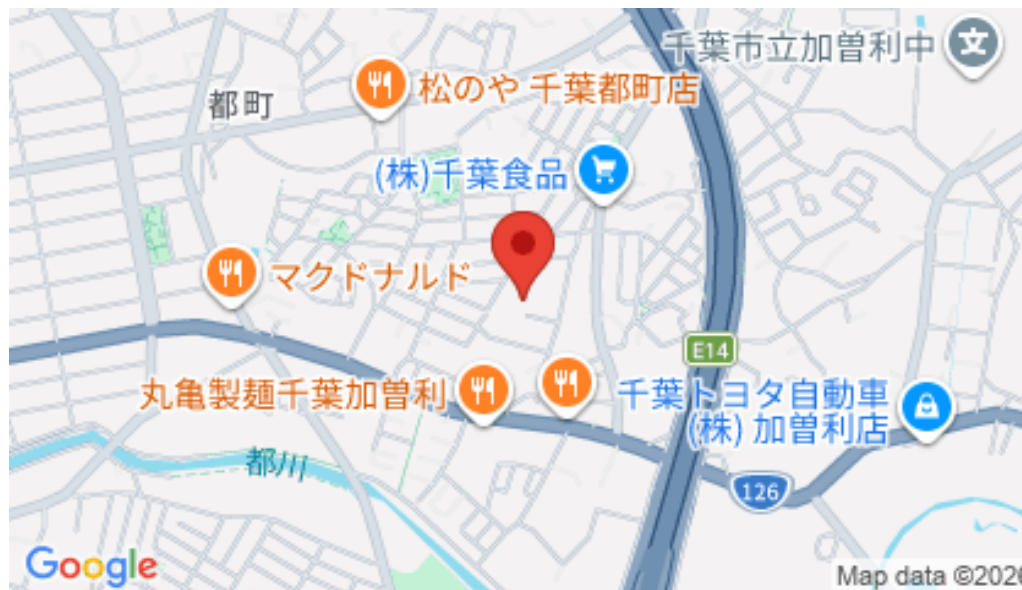 千葉市立加曽利中
松のや 千葉都町店
都町
(株)千葉食品
マクドナルド
E14
丸亀製麺千葉加曽利
千葉トヨタ自動車
(株) 加曽利店
都川
126
Google
Map data ©2026